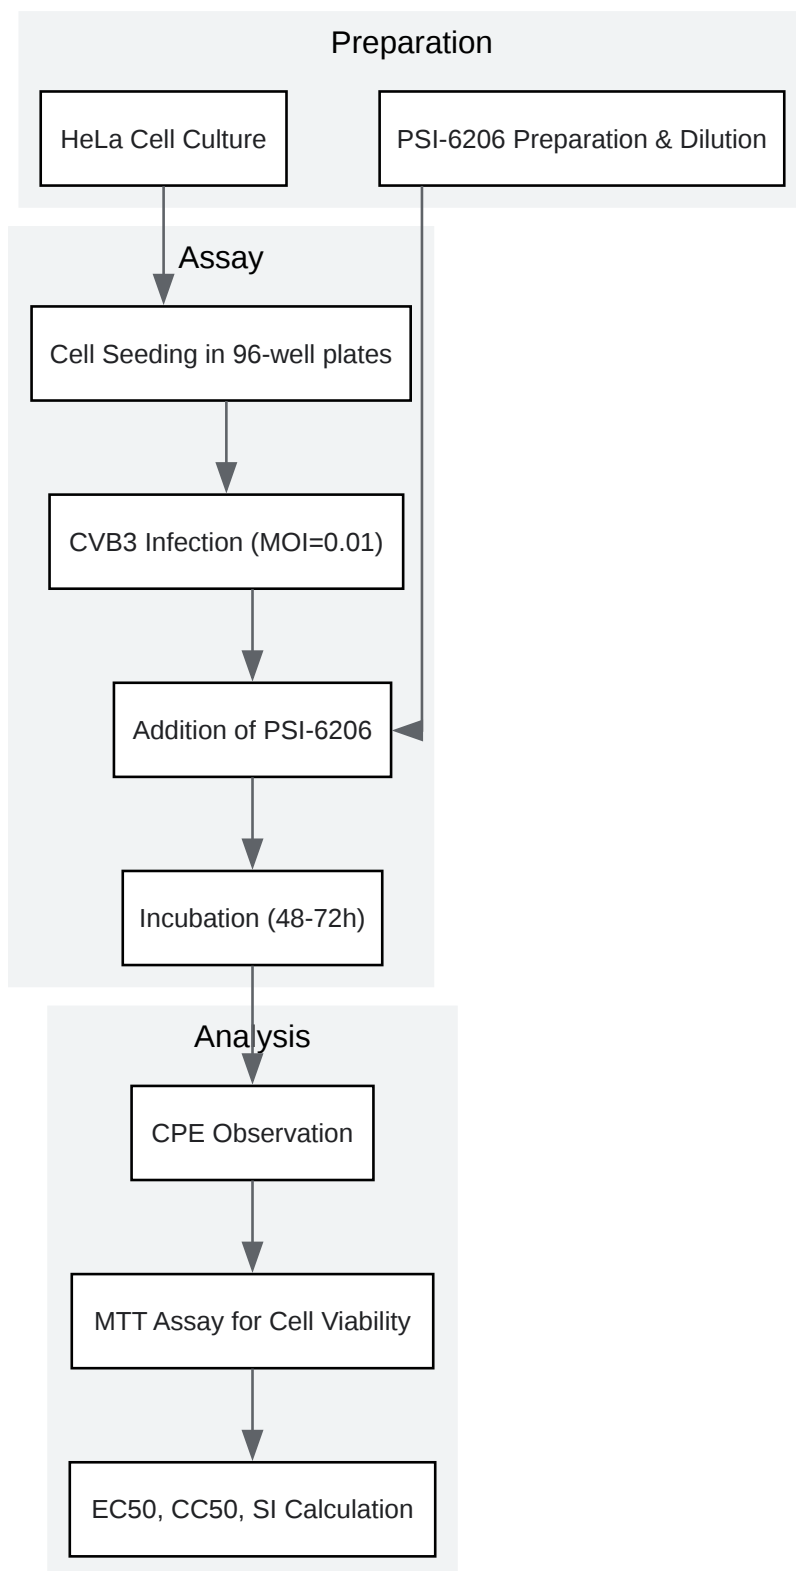 Preparation
HeLa Cell Culture
PSI-6206 Preparation & Dilution
Assay
Cell Seeding in 96-well plates
CVB3 Infection (MOI=0.01)
Addition of PSI-6206
Incubation (48-72h)
Analysis
CPE Observation
MTT Assay for Cell Viability
EC50, CC50, SI Calculation